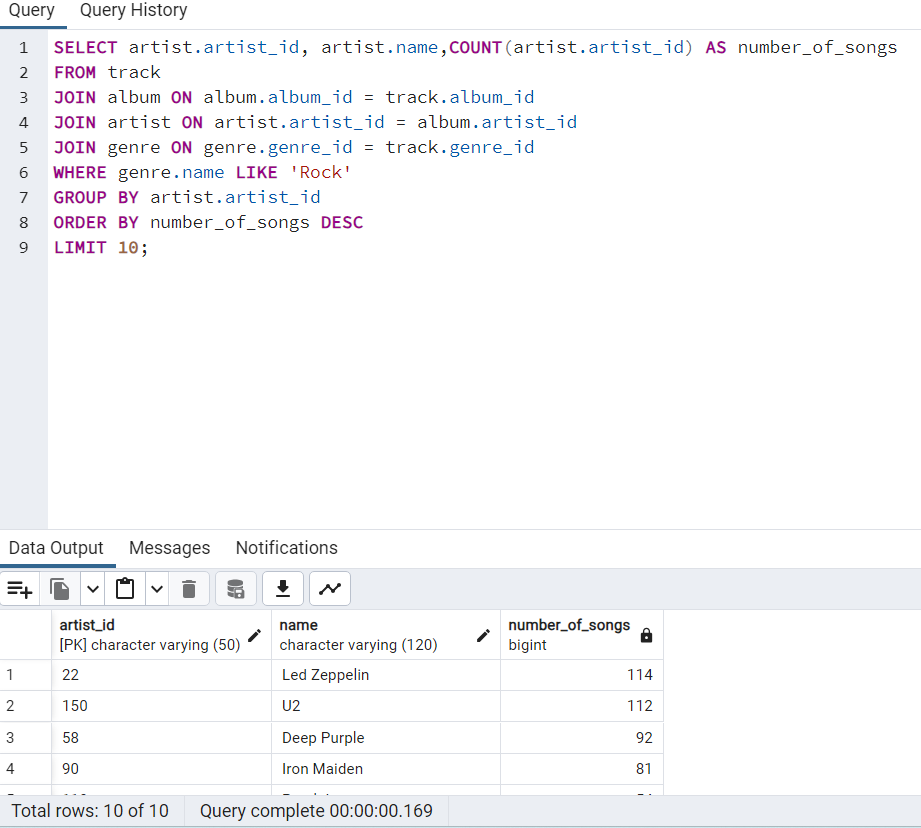 Query Query History
1 SELECT artist.artist_id, artist.name,COUNT(artist.artist_id) AS number_of_songs
2 FROM track
3 JOIN album ON album.album_id = track.album_id
4 JOIN artist ON artist.artist_id = album.artist_id
5 JOIN genre ON genre.genre_id = track.genre_id
6 WHERE genre.name LIKE 'Rock'
7 GROUP BY artist.artist_id
8 ORDER BY number_of_songs DESC
9 LIMIT 10;
Data Output Messages Notifications
artist_id name number_of_songs
[PK] character varying (50) character varying (120) bigint
1 22 Led Zeppelin 114
2 150 U2 112
3 58 Deep Purple 92
4 90 Iron Maiden 81
Total rows: 10 of 10 Query complete 00:00:00.169